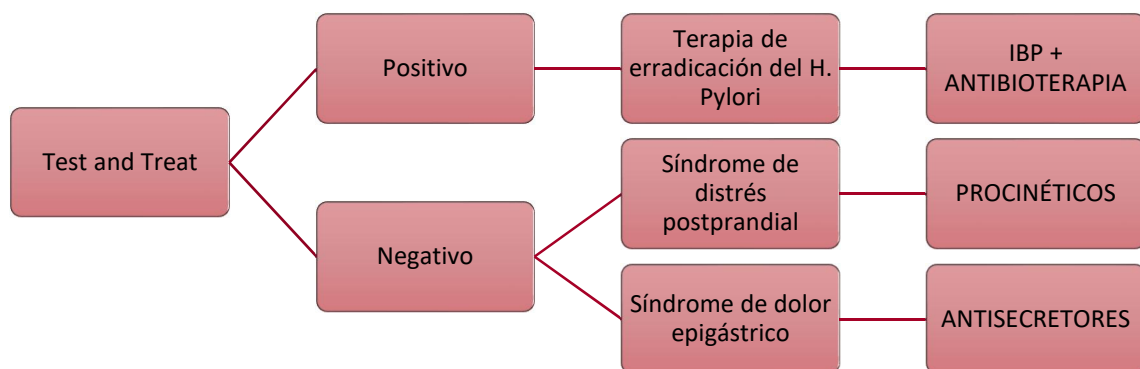 Test and Treat
Positivo
Terapia de
erradicación del H.
Pylori
IBP +
ANTIBIOTERAPIA
Negativo
Síndrome de
distrés
postprandial
PROCINÉTICOS
Síndrome de dolor
epigástrico
ANTISECRETORES